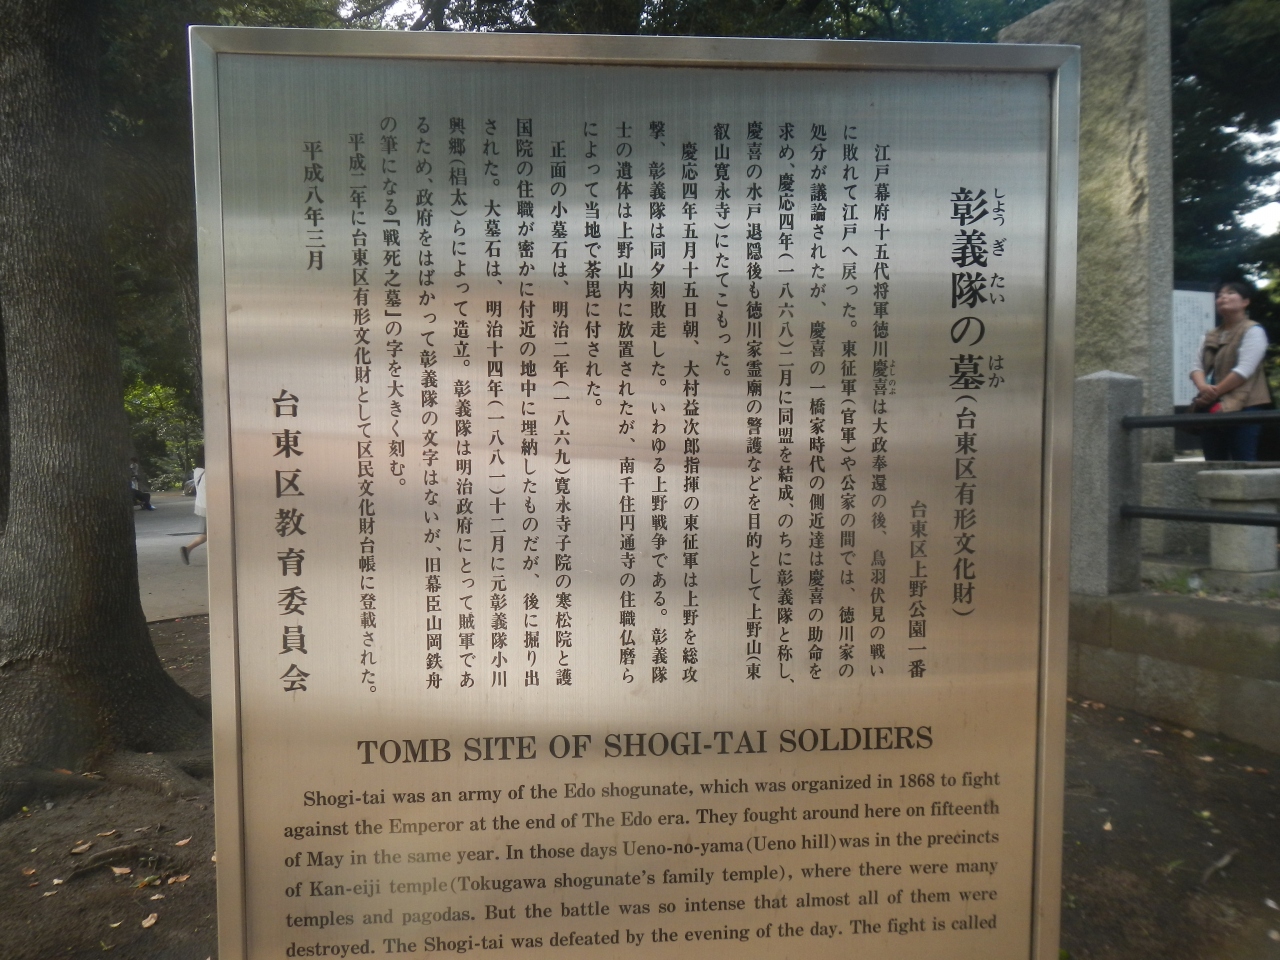 彰義隊の墓(台東区有形文化財)
しょう ぎ たい はか
台東区上野公園一番
江戸幕府十五代将軍徳川慶喜は大政奉還の後、鳥羽伏見の戦い
よしのぶ
に敗れて江戸へ戻った。東征軍(官軍)や公家の間では、徳川家の
処分が議論されたが、慶喜の一橋家時代の側近達は慶喜の助命を
求め、慶応四年(一八六八)二月に同盟を結成、のちに彰義隊と称し、
慶喜の水戸退隠後も徳川家霊廟の警護などを目的として上野山(東
叡山寛永寺)にたてこもった。
慶応四年五月十五日朝、大村益次郎指揮の東征軍は上野を総攻
撃、彰義隊は同夕刻敗走した。いわゆる上野戦争である。彰義隊
士の遺体は上野山内に放置されたが、南千住円通寺の住職仏磨ら
によって当地で荼毘に付された。
正面の小墓石は、明治二年(一八六九)寛永寺子院の寒松院と護
国院の住職が密かに付近の地中に埋納したものだが、後に掘り出
された。大墓石は、明治十四年(一八八一)十二月に元彰義隊小川
興郷(椙太)らによって造立。彰義隊は明治政府にとって賊軍であ
るため、政府をはばかって彰義隊の文字はないが、旧幕臣山岡鉄舟
の筆になる「戦死之墓」の字を大きく刻む。
平成二年に台東区有形文化財として区民文化財台帳に登載された。
平成八年三月
台東区教育委員会
TOMB SITE OF SHOGI-TAI SOLDIERS
Shogi-tai was an army of the Edo shogunate, which was organized in 1868 to fight
against the Emperor at the end of The Edo era. They fought around here on fifteenth
of May in the same year. In those days Ueno-no-yama(Ueno hill)was in the precincts
of Kan-eiji temple(Tokugawa shogunate's family temple), where there were many
temples and pagodas. But the battle was so intense that almost all of them were
destroyed. The Shogi-tai was defeated by the evening of the day. The fight is called